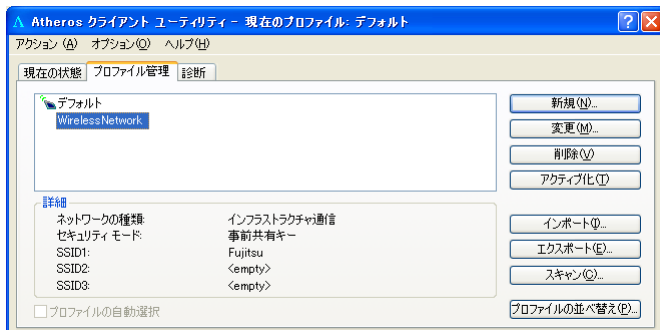 Atheros クライアント ユーティリティ - 現在のプロファイル: デフォルト
アクション (A) オプション(O) ヘルプ(H)
現在の状態 プロファイル管理 診断
デフォルト
WirelessNetwork
新規(N)...
変更(M)...
削除(V)
アクティブ化(T)
詳細
ネットワークの種類: インフラストラクチャ通信
セキュリティ モード: 事前共有キー
SSID1: Fujitsu
SSID2: <empty>
SSID3: <empty>
インポート(I)...
エクスポート(E)...
スキャン(C)...
プロファイルの自動選択
プロファイルの並べ替え(P)...